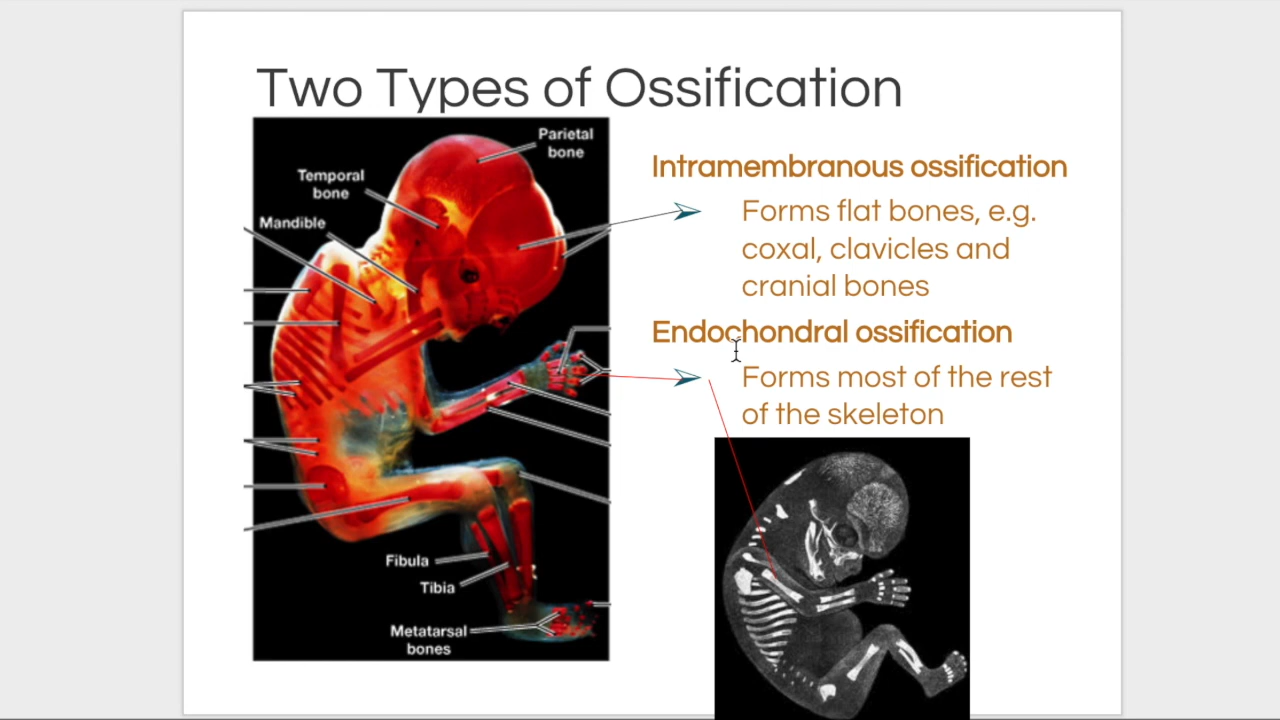 Two Types of Ossification
Parietal
bone
Temporal
bone
Mandible
Fibula
Tibia
Metatarsal
bones
Intramembranous ossification
Forms flat bones, e.g.
coxal, clavicles and
cranial bones
Endochondral ossification
Forms most of the rest
of the skeleton